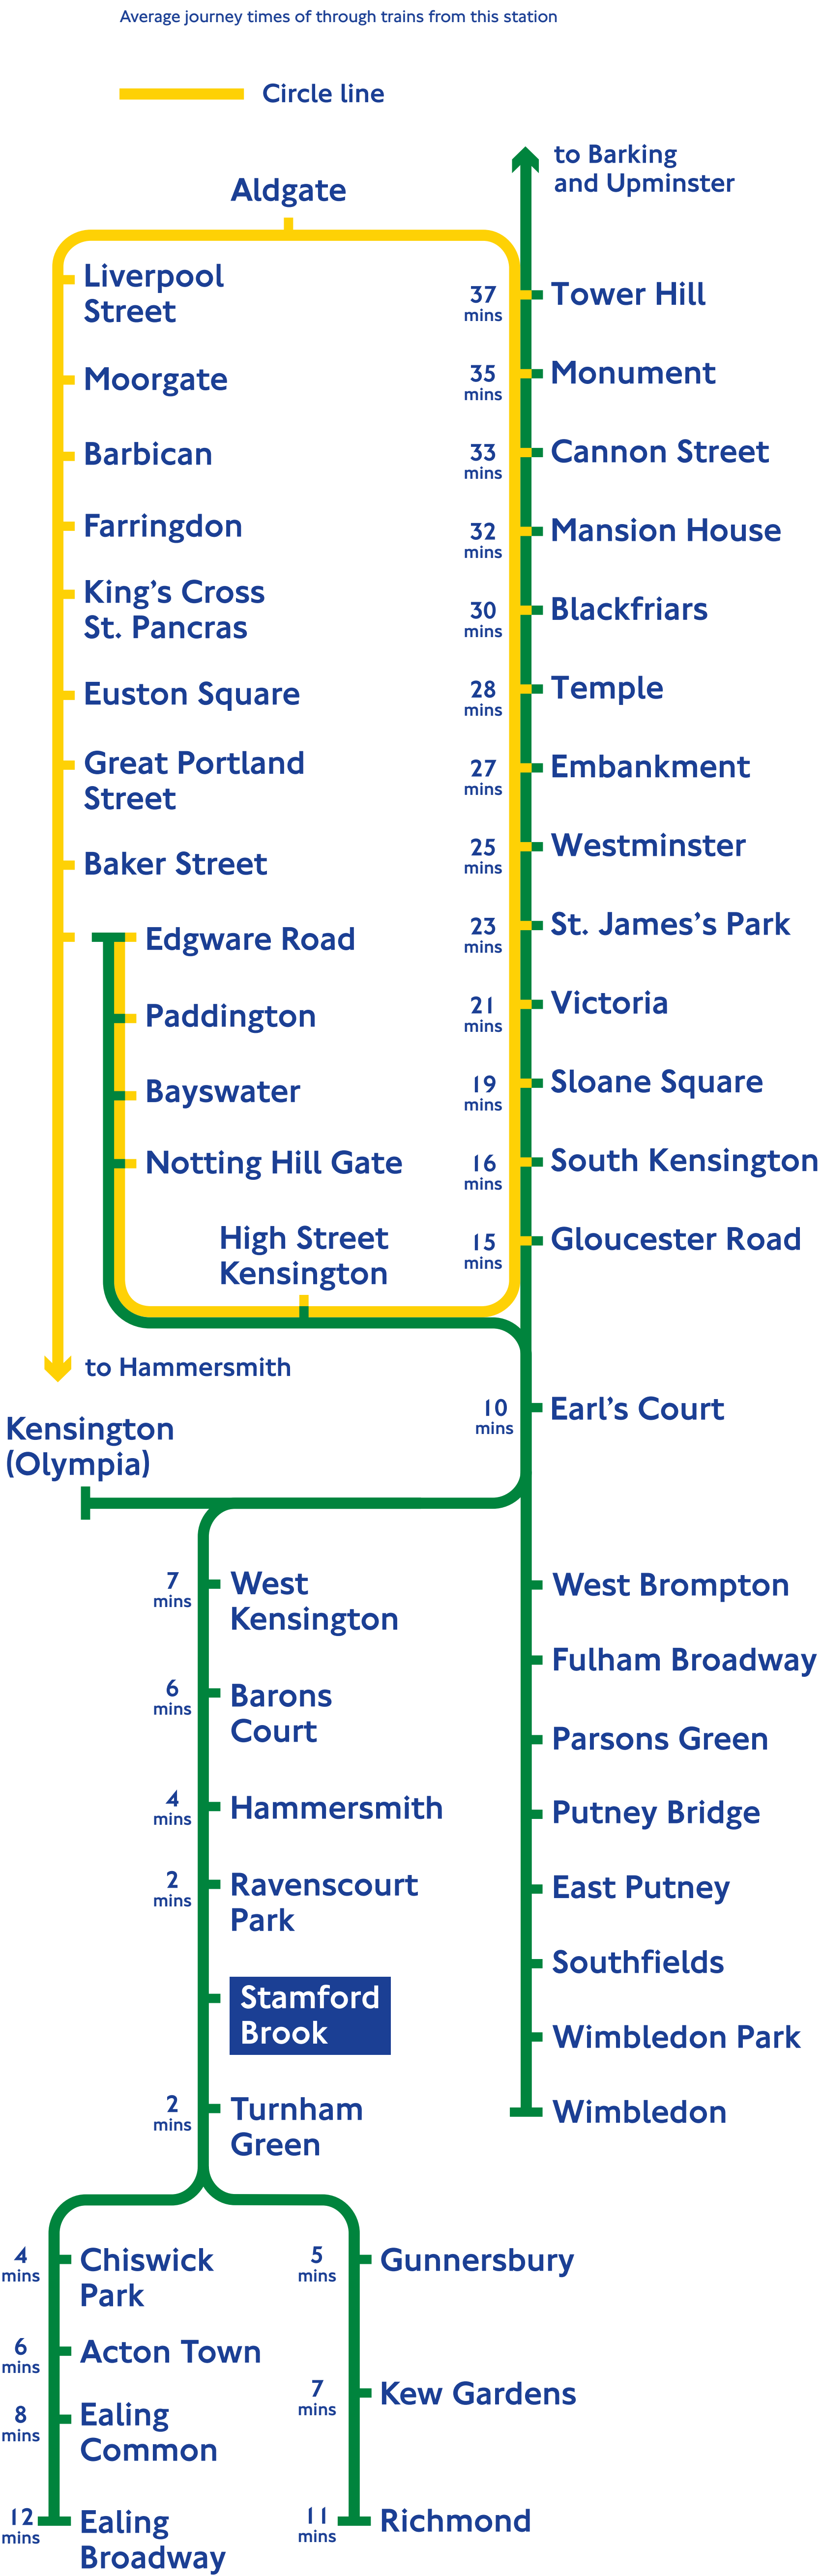 Average journey times of through trains from this station
Circle line
to Barking
and Upminster
Aldgate
Liverpool
Street
Moorgate
Barbican
Farringdon
King’s Cross
St. Pancras
Euston Square
Great Portland
Street
Baker Street
Edgware Road
Paddington
Bayswater
Notting Hill Gate
High Street
Kensington
to Hammersmith
37
mins
Tower Hill
35
mins
Monument
33
mins
Cannon Street
32
mins
Mansion House
30
mins
Blackfriars
28
mins
Temple
27
mins
Embankment
25
mins
Westminster
23
mins
St. James’s Park
21
mins
Victoria
19
mins
Sloane Square
16
mins
South Kensington
15
mins
Gloucester Road
10
mins
Earl’s Court
Kensington
(Olympia)
7
mins
West
Kensington
6
mins
Barons
Court
4
mins
Hammersmith
2
mins
Ravenscourt
Park
Stamford
Brook
2
mins
Turnham
Green
West Brompton
Fulham Broadway
Parsons Green
Putney Bridge
East Putney
Southfields
Wimbledon Park
Wimbledon
4
mins
Chiswick
Park
6
mins
Acton Town
8
mins
Ealing
Common
12
mins
Ealing
Broadway
5
mins
Gunnersbury
7
mins
Kew Gardens
11
mins
Richmond